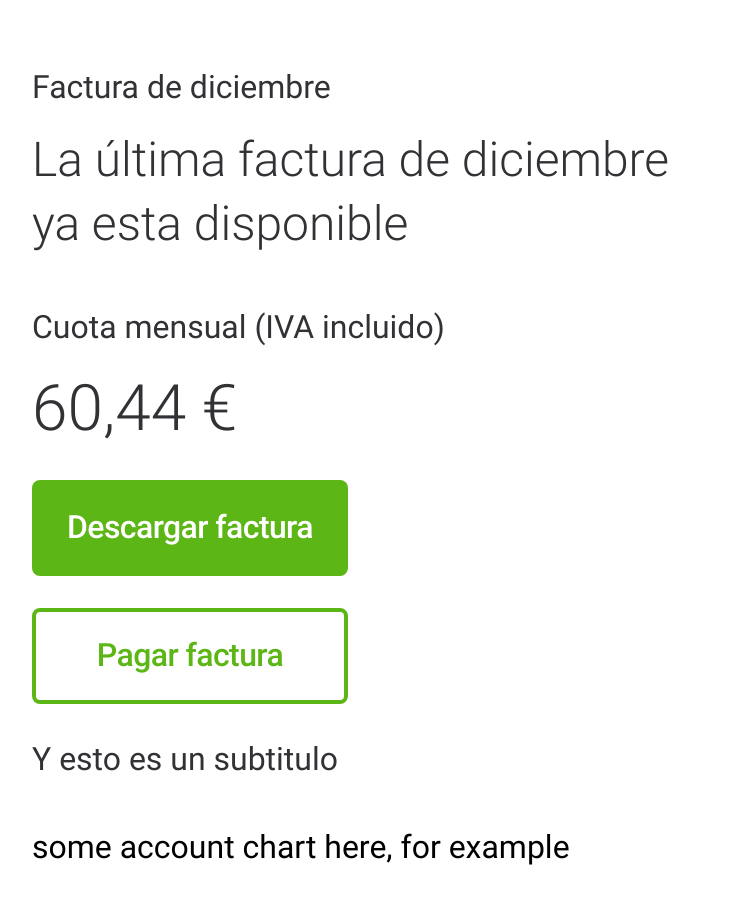 Factura de diciembre
La última factura de diciembre
ya esta disponible
Cuota mensual (IVA incluido)
60,44 €
Descargar factura
Pagar factura
Y esto es un subtitulo
some account chart here, for example